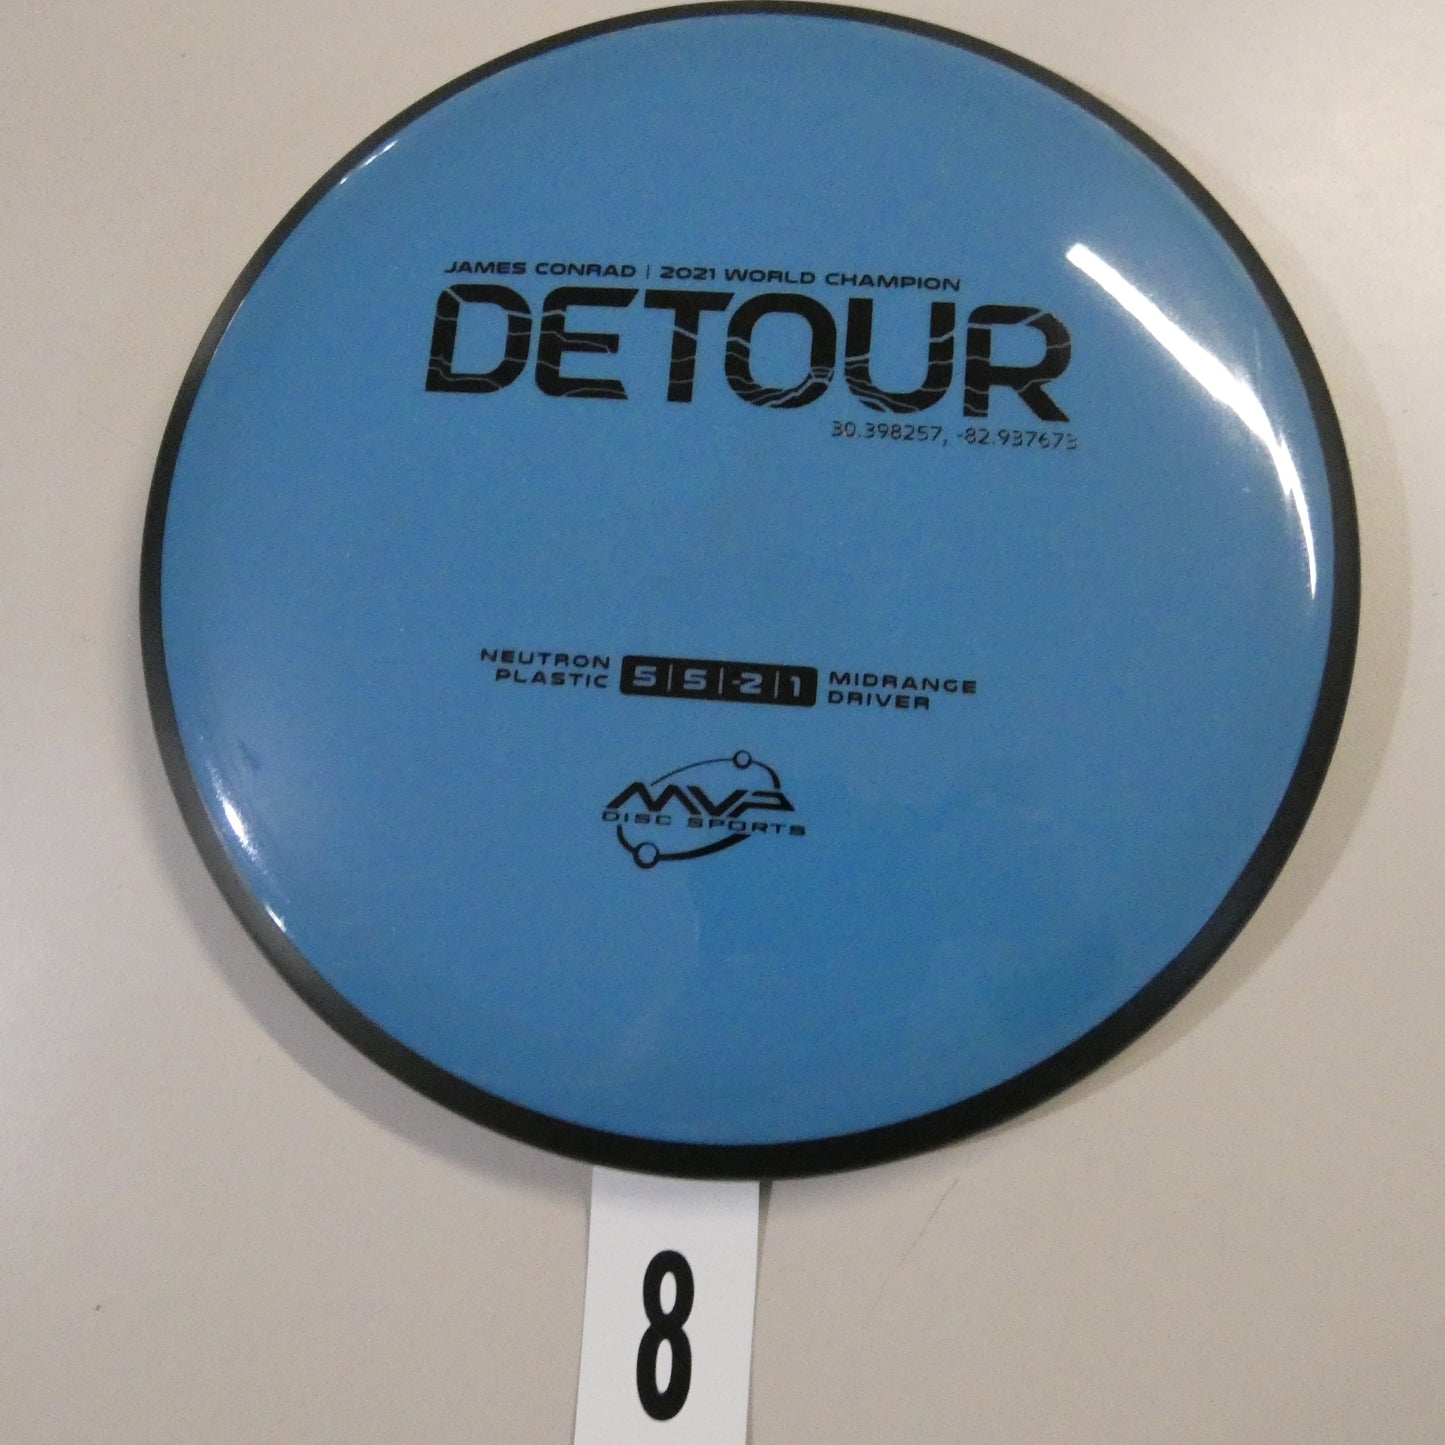 JAMES CONRAD | 2021 WORLD CHAMPION
DETOUR
30.398257, -82.937673
NEUTRON PLASTIC
5 | 5 | -2 | 1
MIDRANGE DRIVER
MVP
DISC SPORTS
8